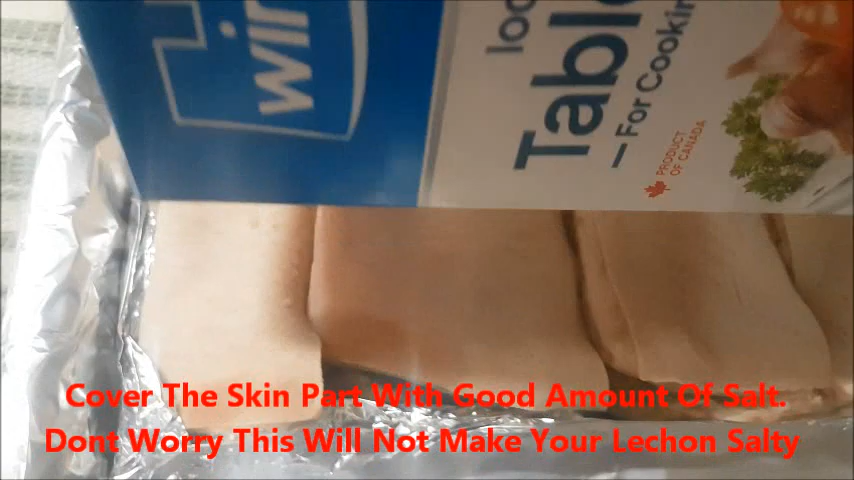 Table
— For Cookin
PRODUCT
OF CANADA
Cover The Skin Part With Good Amount Of Salt.
Dont Worry This Will Not Make Your Lechon Salty